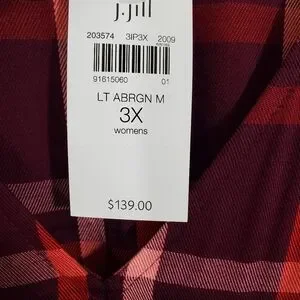 J.Jill
203574 3IP3X 2009
91615060 01
LT ABRGN M
3X
womens
$139.00